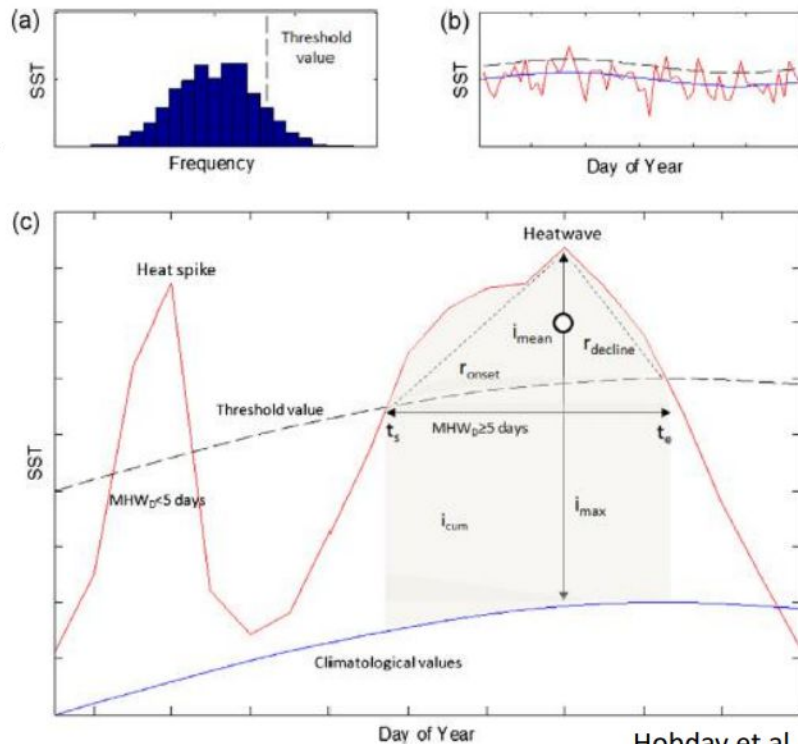 (a)
Threshold
value
SST
Frequency
(b)
SST
Day of Year
(c)
Heatwave
Heat spike
i_mean
r_decline
r_onset
Threshold value
t_s
MHW_D≥5 days
t_e
SST
MHW_D<5 days
i_cum
i_max
Climatological values
Day of Year
Hobday et al